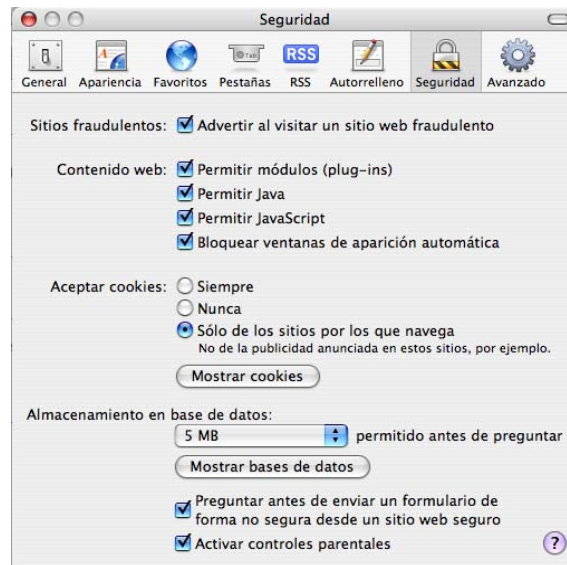 Seguridad
General Apariencia Favoritos Pestañas RSS Autorrelleno Seguridad Avanzado
Sitios fraudulentos: Advertir al visitar un sitio web fraudulento
Contenido web: Permitir módulos (plug-ins)
Permitir Java
Permitir JavaScript
Bloquear ventanas de aparición automática
Aceptar cookies: Siempre
Nunca
Sólo de los sitios por los que navega
No de la publicidad anunciada en estos sitios, por ejemplo.
Mostrar cookies
Almacenamiento en base de datos:
5 MB permitido antes de preguntar
Mostrar bases de datos
Preguntar antes de enviar un formulario de
forma no segura desde un sitio web seguro
Activar controles parentales ?